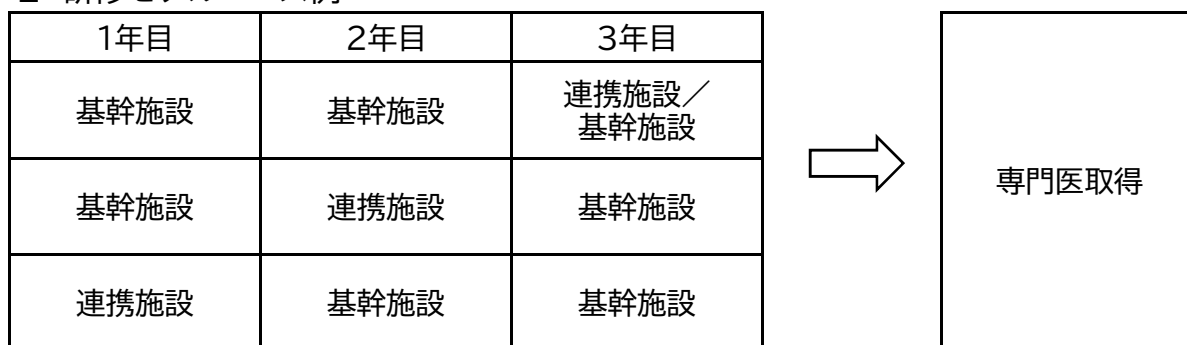 1年目 2年目 3年目
基幹施設 基幹施設 連携施設／
基幹施設
専門医取得
基幹施設 連携施設 基幹施設
連携施設 基幹施設 基幹施設